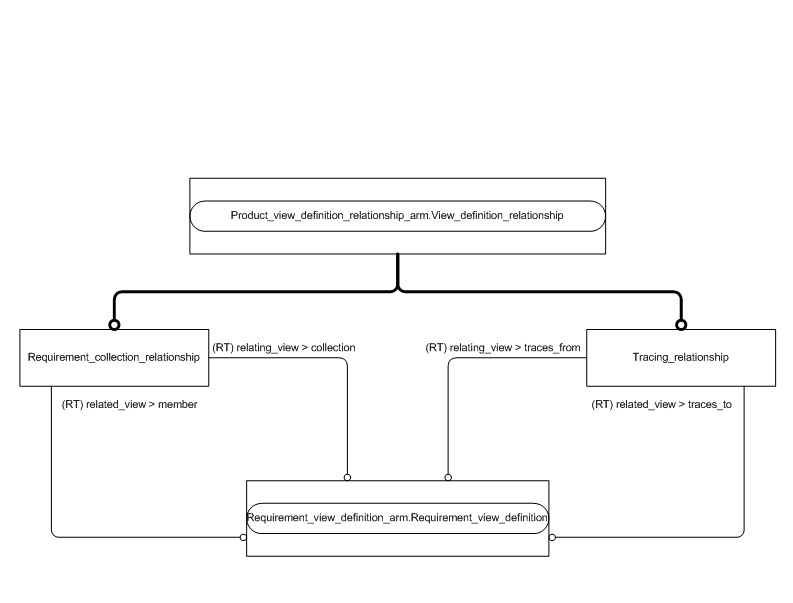 Product_view_definition_relationship_arm.View_definition_relationship
Requirement_collection_relationship
(RT) relating_view > collection
(RT) relating_view > traces_from
Tracing_relationship
(RT) related_view > member
(RT) related_view > traces_to
Requirement_view_definition_arm.Requirement_view_definition